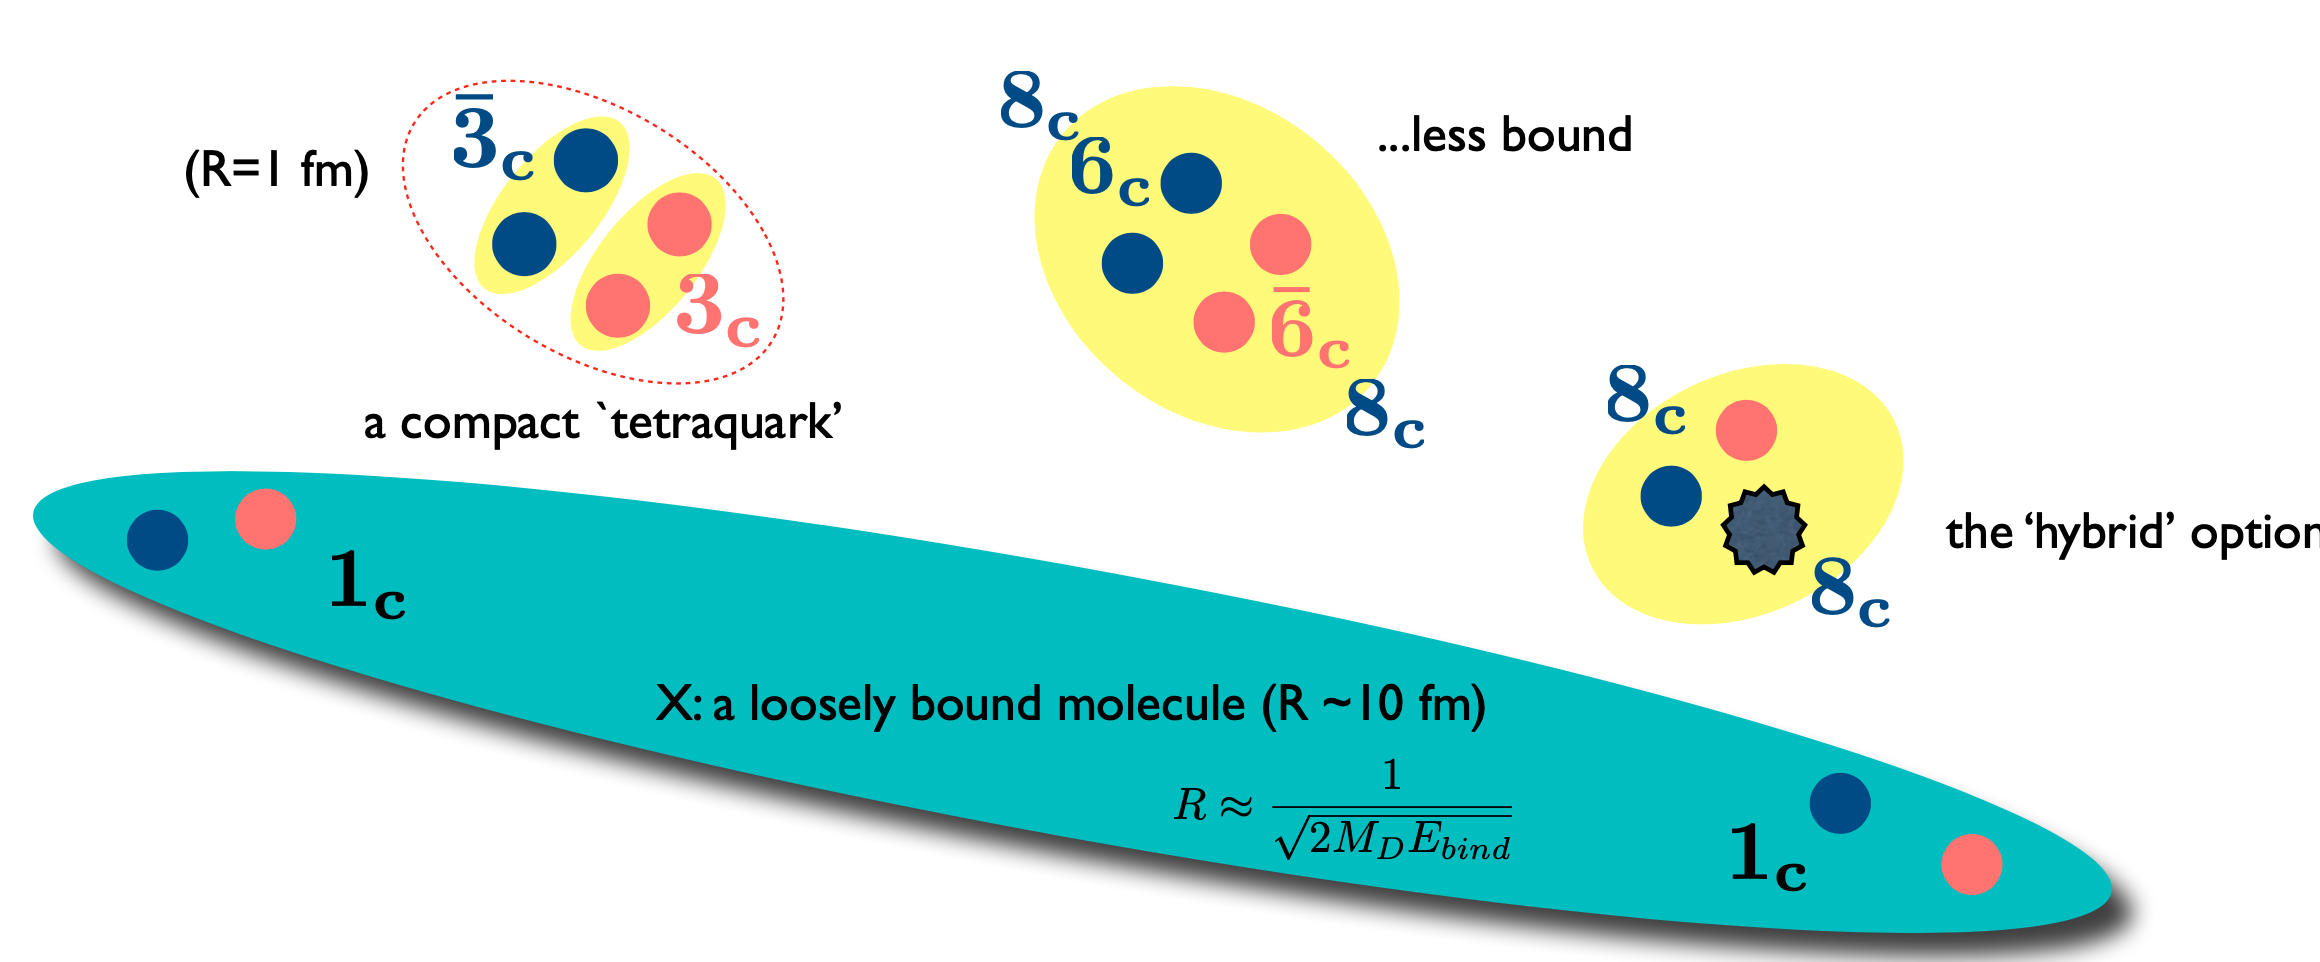 (R=1 fm)
3̅c
3c
a compact `tetraquark’
8c
6c
6̅c
8c
...less bound
8c
8c
the ‘hybrid’ option
1c
X: a loosely bound molecule (R ~10 fm)
R ≈ 1/√(2M_D E_bind)
1c